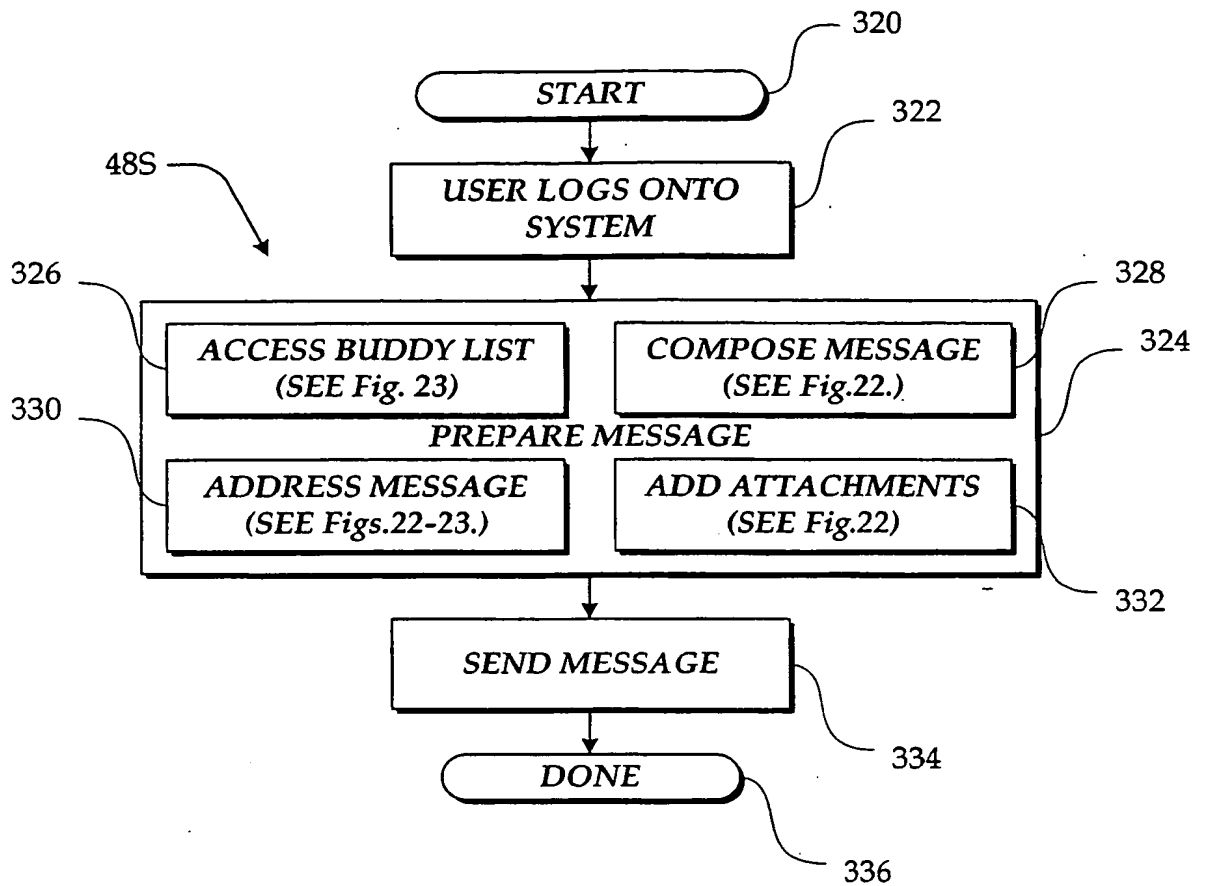 320
START
322
48S
USER LOGS ONTO
SYSTEM
326
328
ACCESS BUDDY LIST
(SEE Fig. 23)
COMPOSE MESSAGE
(SEE Fig.22.)
324
330
PREPARE MESSAGE
ADDRESS MESSAGE
(SEE Figs.22-23.)
ADD ATTACHMENTS
(SEE Fig.22)
332
SEND MESSAGE
334
DONE
336